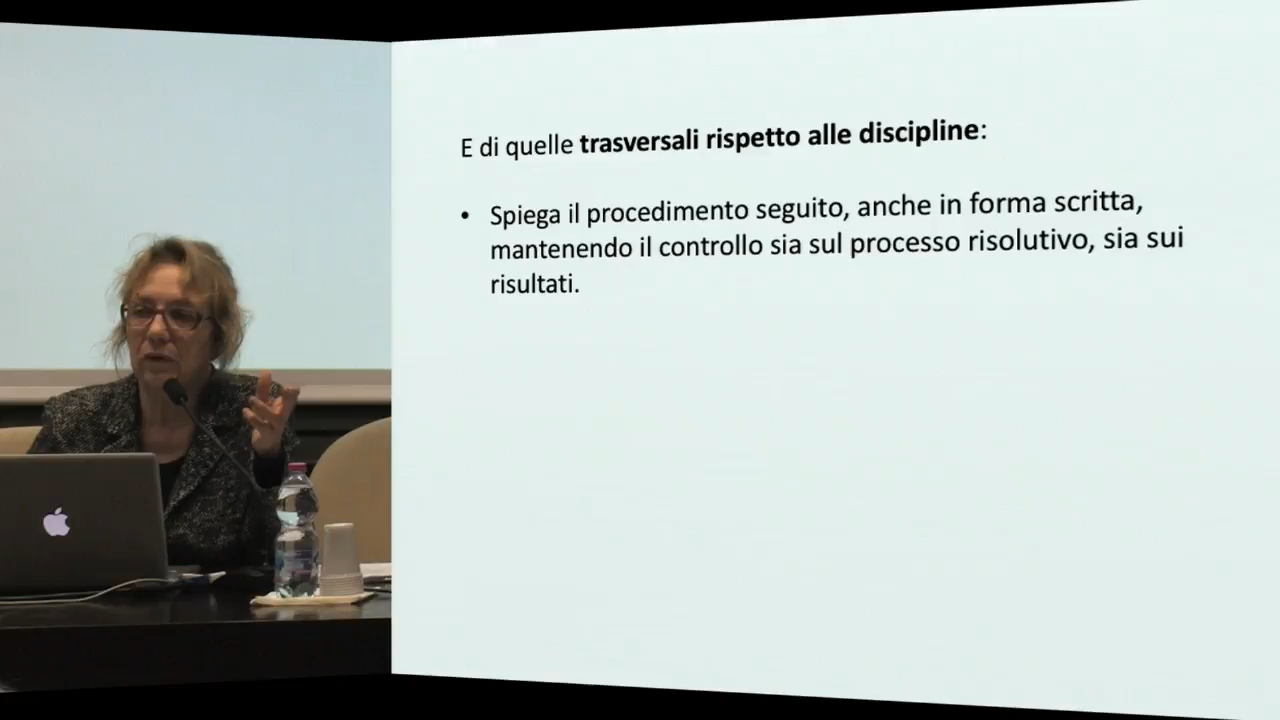 E di quelle trasversali rispetto alle discipline:
• Spiega il procedimento seguito, anche in forma scritta,
mantenendo il controllo sia sul processo risolutivo, sia sui
risultati.